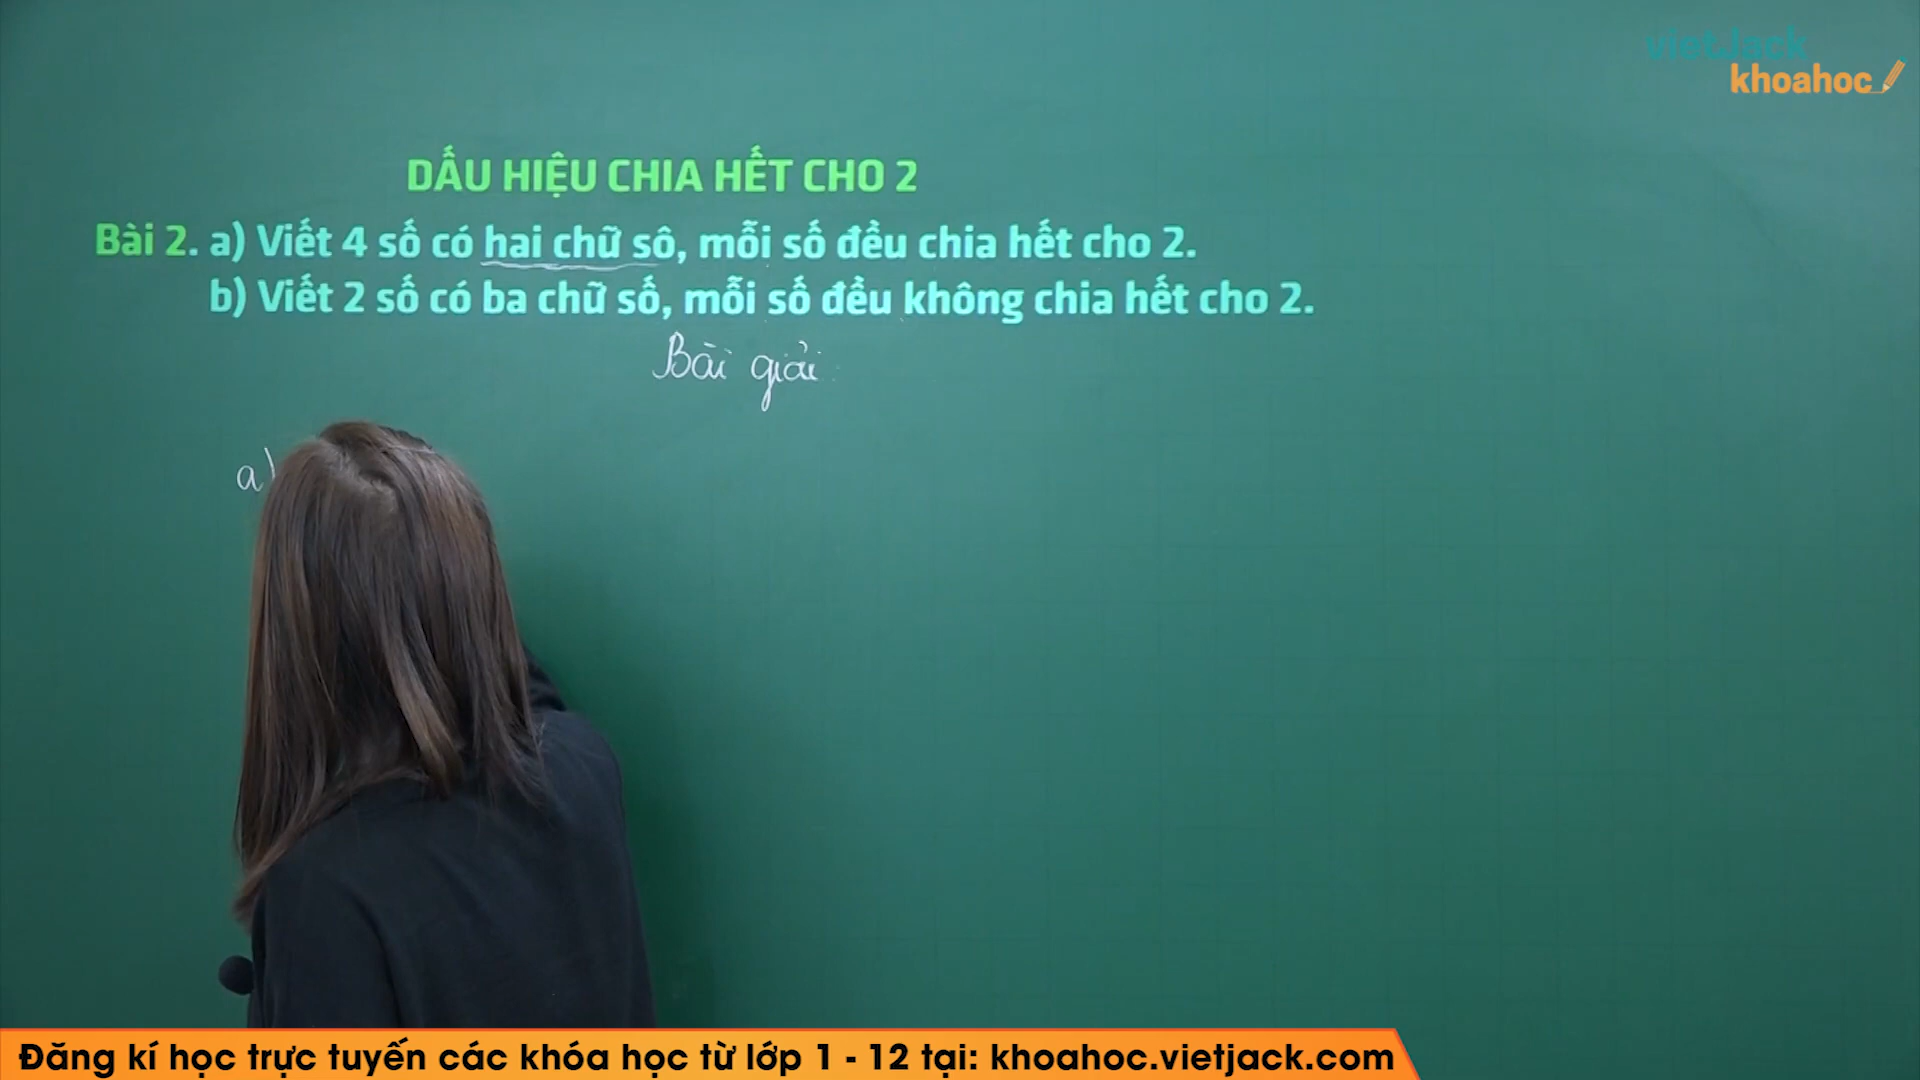 vietJack
khoahoc
DẤU HIỆU CHIA HẾT CHO 2
Bài 2. a) Viết 4 số có hai chữ sô, mỗi số đều chia hết cho 2.
b) Viết 2 số có ba chữ số, mỗi số đều không chia hết cho 2.
Bài giải
a)
Đăng kí học trực tuyến các khóa học từ lớp 1 - 12 tại: khoahoc.vietjack.com